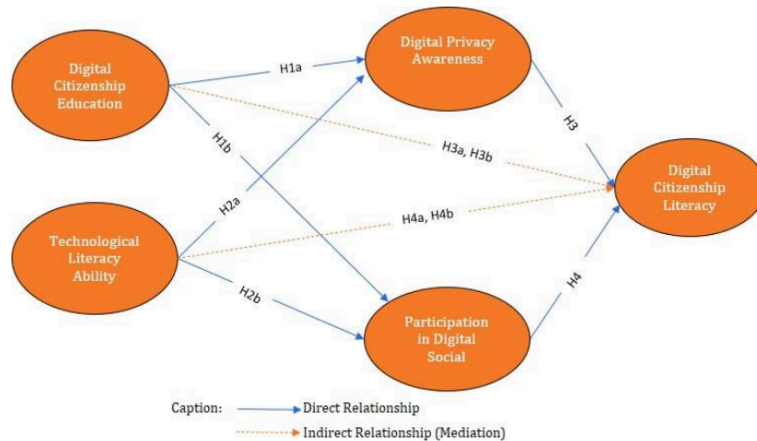 Digital
Citizenship
Education
H1a
Digital Privacy
Awareness
H1b
H3a, H3b
H3
H2a
Digital
Citizenship
Literacy
Technological
Literacy
Ability
H4a, H4b
H2b
H4
Participation
in Digital
Social
Caption:
Direct Relationship
Indirect Relationship (Mediation)